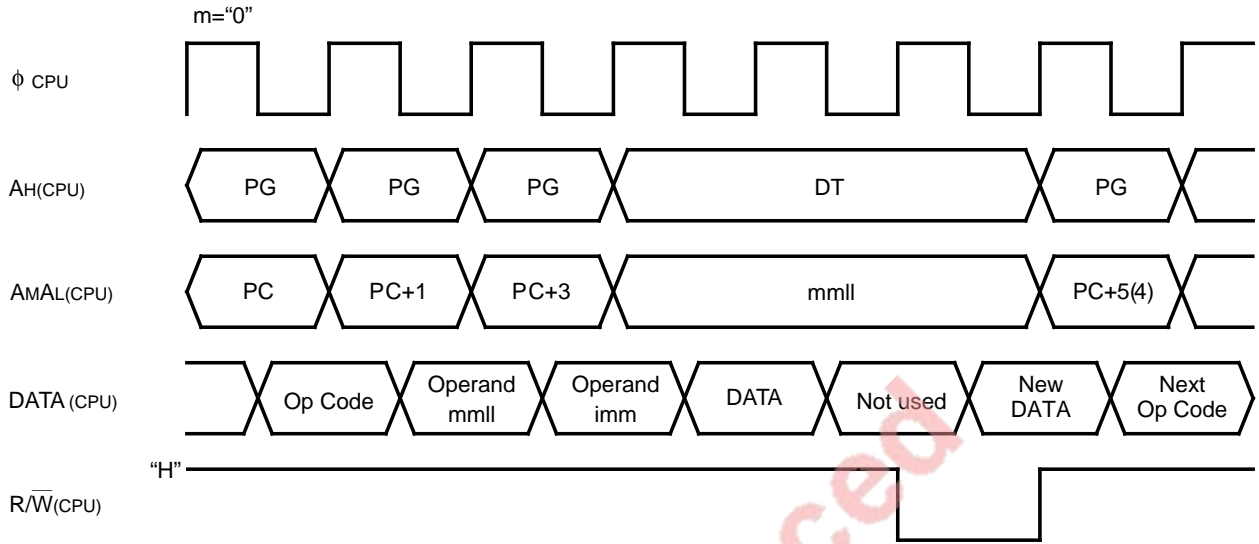 m=“0”
ϕ CPU
AH(CPU) PG PG PG DT PG
AMAL(CPU) PC PC+1 PC+3 mmll PC+5(4)
DATA (CPU) Op Code Operand mmll Operand imm DATA Not used New DATA Next Op Code
“H”
R/W̅(CPU)
ced